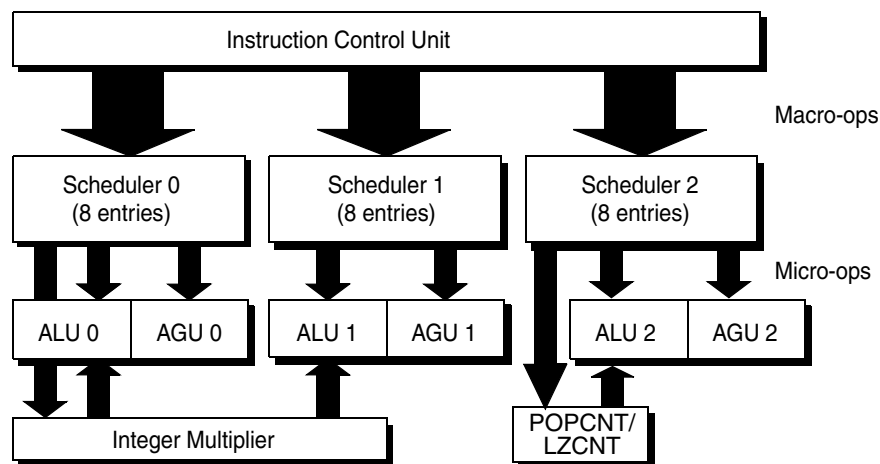 Instruction Control Unit
Macro-ops
Scheduler 0
(8 entries)
Scheduler 1
(8 entries)
Scheduler 2
(8 entries)
Micro-ops
ALU 0
AGU 0
ALU 1
AGU 1
ALU 2
AGU 2
Integer Multiplier
POPCNT/
LZCNT